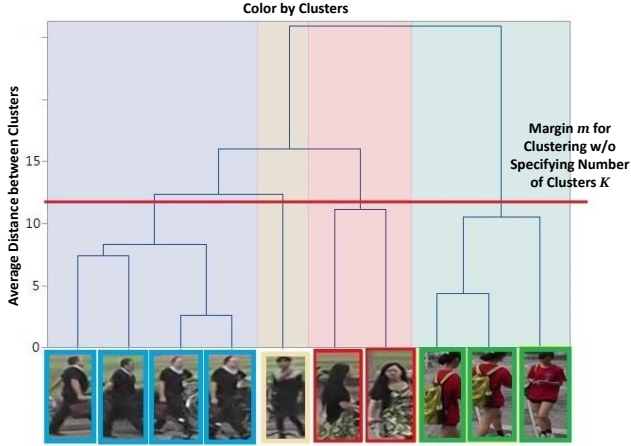 Color by Clusters
Average Distance between Clusters
15
10
5
0
Margin m for
Clustering w/o
Specifying Number
of Clusters K